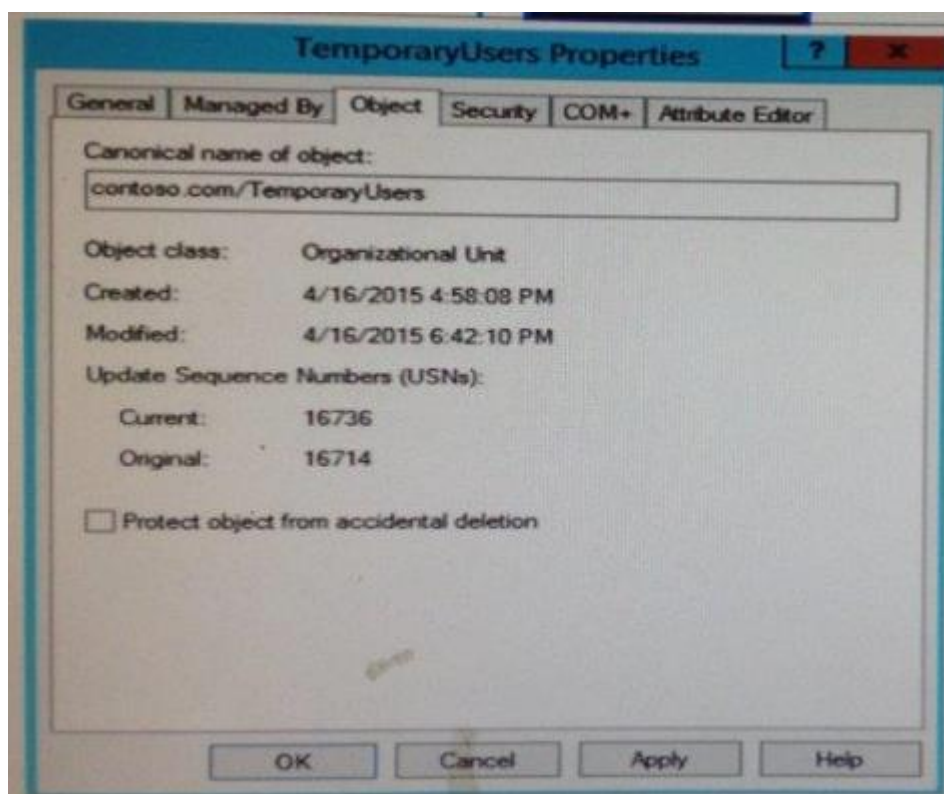 TemporaryUsers Properties
? x
General Managed By Object Security COM+ Attribute Editor
Canonical name of object:
contoso.com/TemporaryUsers
Object class: Organizational Unit
Created: 4/16/2015 4:58:08 PM
Modified: 4/16/2015 6:42:10 PM
Update Sequence Numbers (USNs):
Current: 16736
Original: 16714
Protect object from accidental deletion
OK Cancel Apply Help